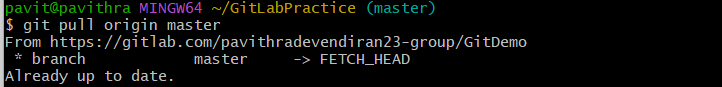 pavit@pavithra MINGW64 ~/GitLabPractice (master)
$ git pull origin master
From https://gitlab.com/pavithradevendiran23-group/GitDemo
 * branch            master     -> FETCH_HEAD
Already up to date.